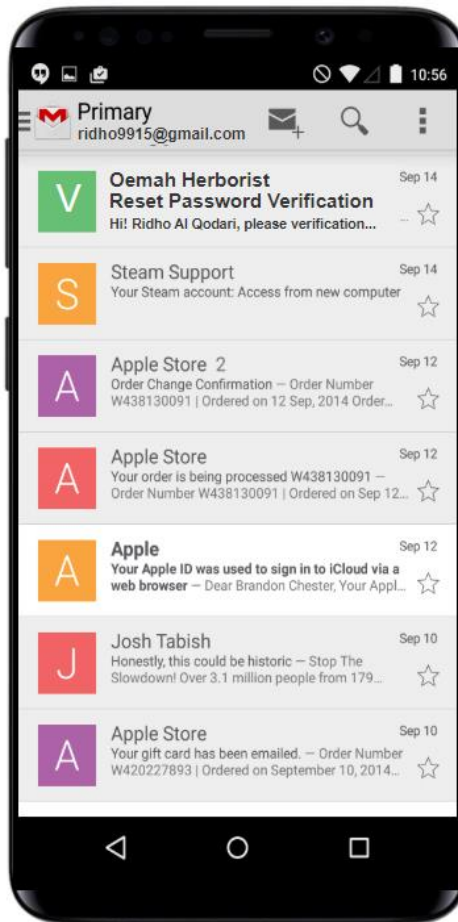 10:56
Primary
ridho9915@gmail.com
V
Oemah Herborist
Sep 14
Reset Password Verification
Hi! Ridho Al Qodari, please verification...
...
S
Steam Support
Sep 14
Your Steam account: Access from new computer
A
Apple Store 2
Sep 12
Order Change Confirmation — Order Number
W438130091 | Ordered on 12 Sep, 2014 Order...
A
Apple Store
Sep 12
Your order is being processed W438130091 —
Order Number W438130091 | Ordered on Sep 12...
A
Apple
Sep 12
Your Apple ID was used to sign in to iCloud via a
web browser — Dear Brandon Chester, Your Appl...
J
Josh Tabish
Sep 10
Honestly, this could be historic — Stop The
Slowdown! Over 3.1 million people from 179...
A
Apple Store
Sep 10
Your gift card has been emailed. — Order Number
W420227893 | Ordered on September 10, 2014...